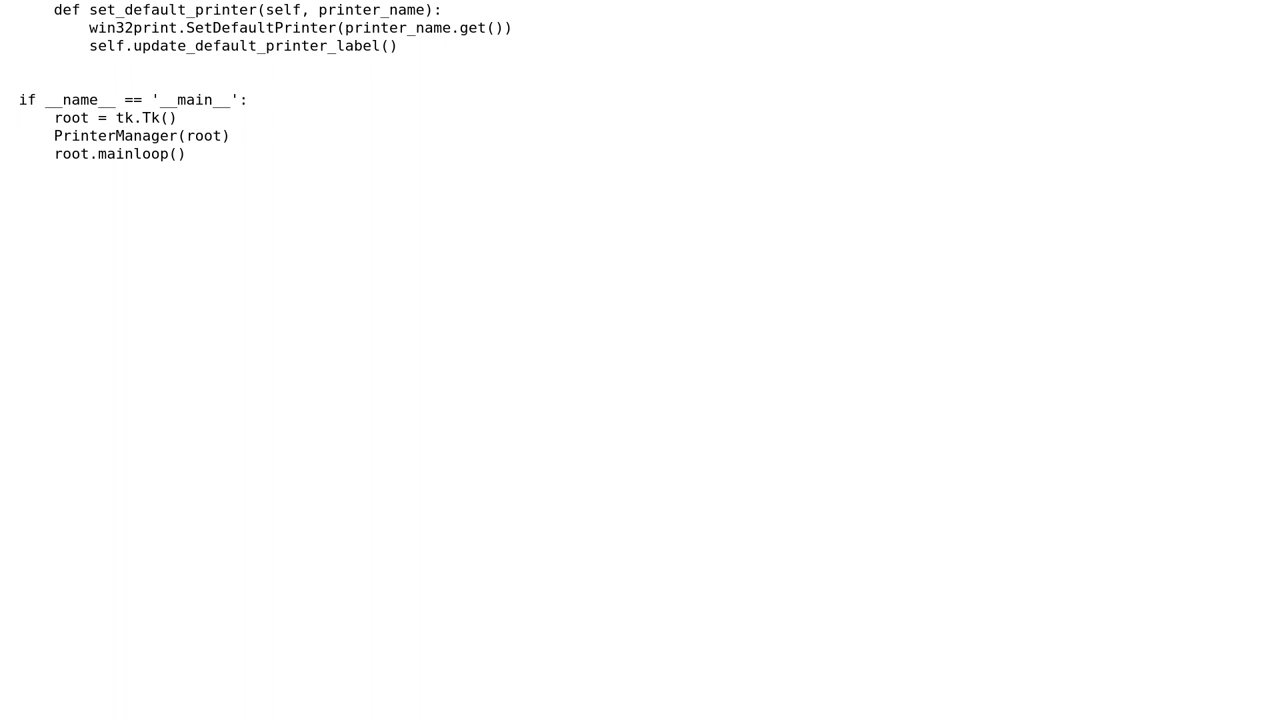 def set_default_printer(self, printer_name):
        win32print.SetDefaultPrinter(printer_name.get())
        self.update_default_printer_label()


if __name__ == '__main__':
    root = tk.Tk()
    PrinterManager(root)
    root.mainloop()